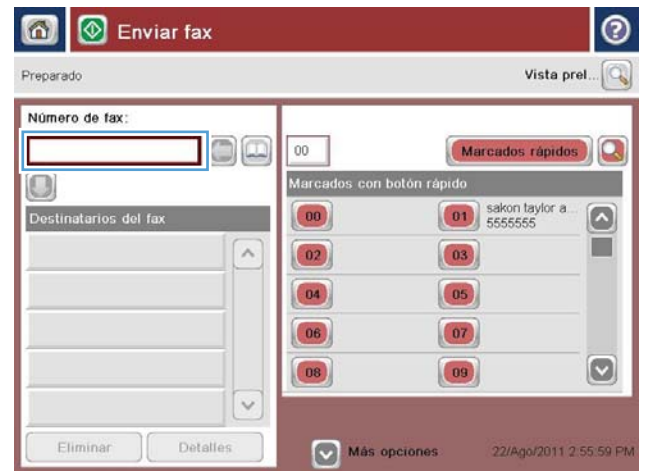 Enviar fax
Preparado
Vista prel...
Número de fax:
00
Marcados rápidos
Marcados con botón rápido
00
01
sakon taylor a...
5555555
Destinatarios del fax
02
03
04
05
06
07
08
09
Eliminar
Detalles
Más opciones
22/Ago/2011 2:55:59 PM